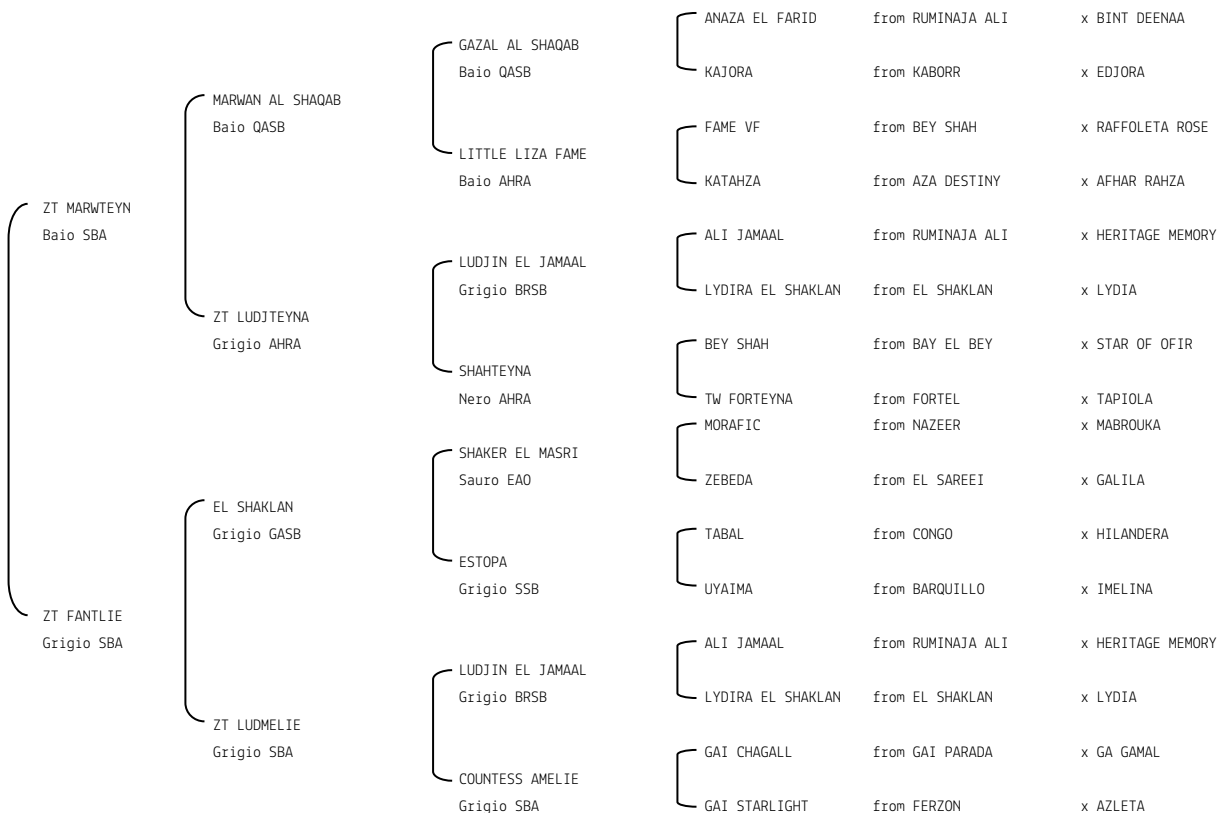 ANAZA EL FARID from RUMINAJA ALI x BINT DEENAA
GAZAL AL SHAQAB
Baio QASB
KAJORA from KABORR x EDJORA
MARWAN AL SHAQAB
Baio QASB
FAME VF from BEY SHAH x RAFFOLETA ROSE
LITTLE LIZA FAME
Baio AHRA
KATAHZA from AZA DESTINY x AFHAR RAHZA
ZT MARWTEYN
Baio SBA
ALI JAMAAL from RUMINAJA ALI x HERITAGE MEMORY
LUDJIN EL JAMAAL
Grigio BRSB
LYDIRA EL SHAKLAN from EL SHAKLAN x LYDIA
ZT LUDJTEYNA
Grigio AHRA
BEY SHAH from BAY EL BEY x STAR OF OFIR
SHAHTEYNA
Nero AHRA
TW FORTEYNA from FORTEL x TAPIOLA
MORAFIC from NAZEER x MABROUKA
SHAKER EL MASRI
Sauro EAO
ZEBEDA from EL SAREEI x GALILA
EL SHAKLAN
Grigio GASB
TABAL from CONGO x HILANDERA
ESTOPA
Grigio SSB
UYAIMA from BARQUILLO x IMELINA
ZT FANTLIE
Grigio SBA
ALI JAMAAL from RUMINAJA ALI x HERITAGE MEMORY
LUDJIN EL JAMAAL
Grigio BRSB
LYDIRA EL SHAKLAN from EL SHAKLAN x LYDIA
ZT LUDMELIE
Grigio SBA
GAI CHAGALL from GAI PARADA x GA GAMAL
COUNTESS AMELIE
Grigio SBA
GAI STARLIGHT from FERZON x AZLETA